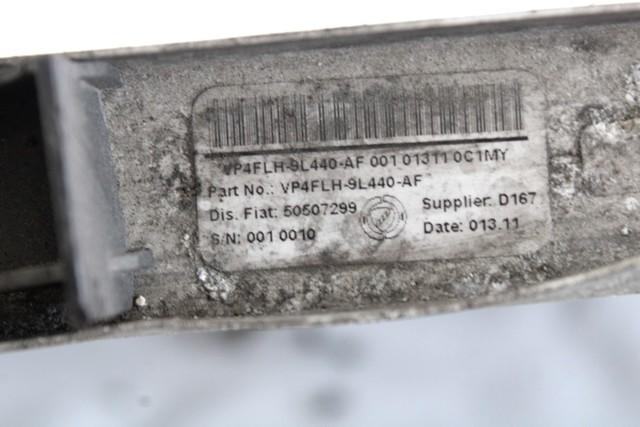 VP4FLH-9L440-AF 001 01311 0C1MY
Part No.: VP4FLH-9L440-AF
Dis. Fiat: 50507299 Supplier: D167
S/N: 001 0010 Date: 013.11